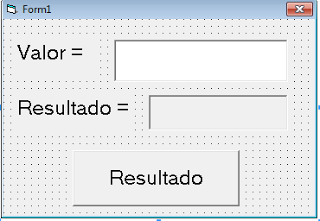 Form1
Valor =
Resultado =
Resultado